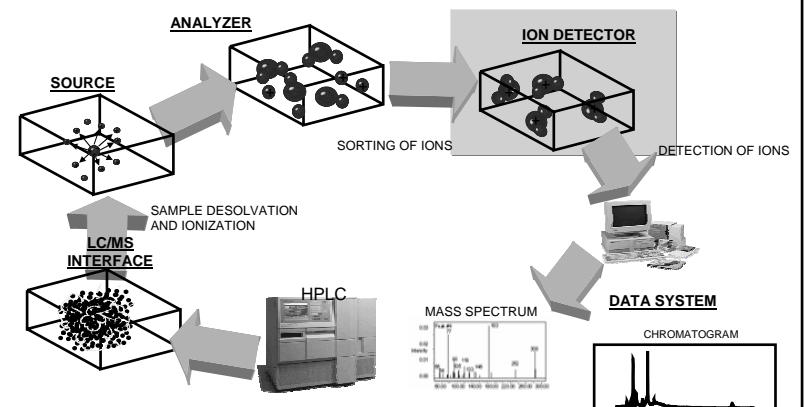 ANALYZER
ION DETECTOR
SOURCE
SORTING OF IONS
DETECTION OF IONS
SAMPLE DESOLVATION
AND IONIZATION
LC/MS
INTERFACE
HPLC
MASS SPECTRUM
DATA SYSTEM
CHROMATOGRAM